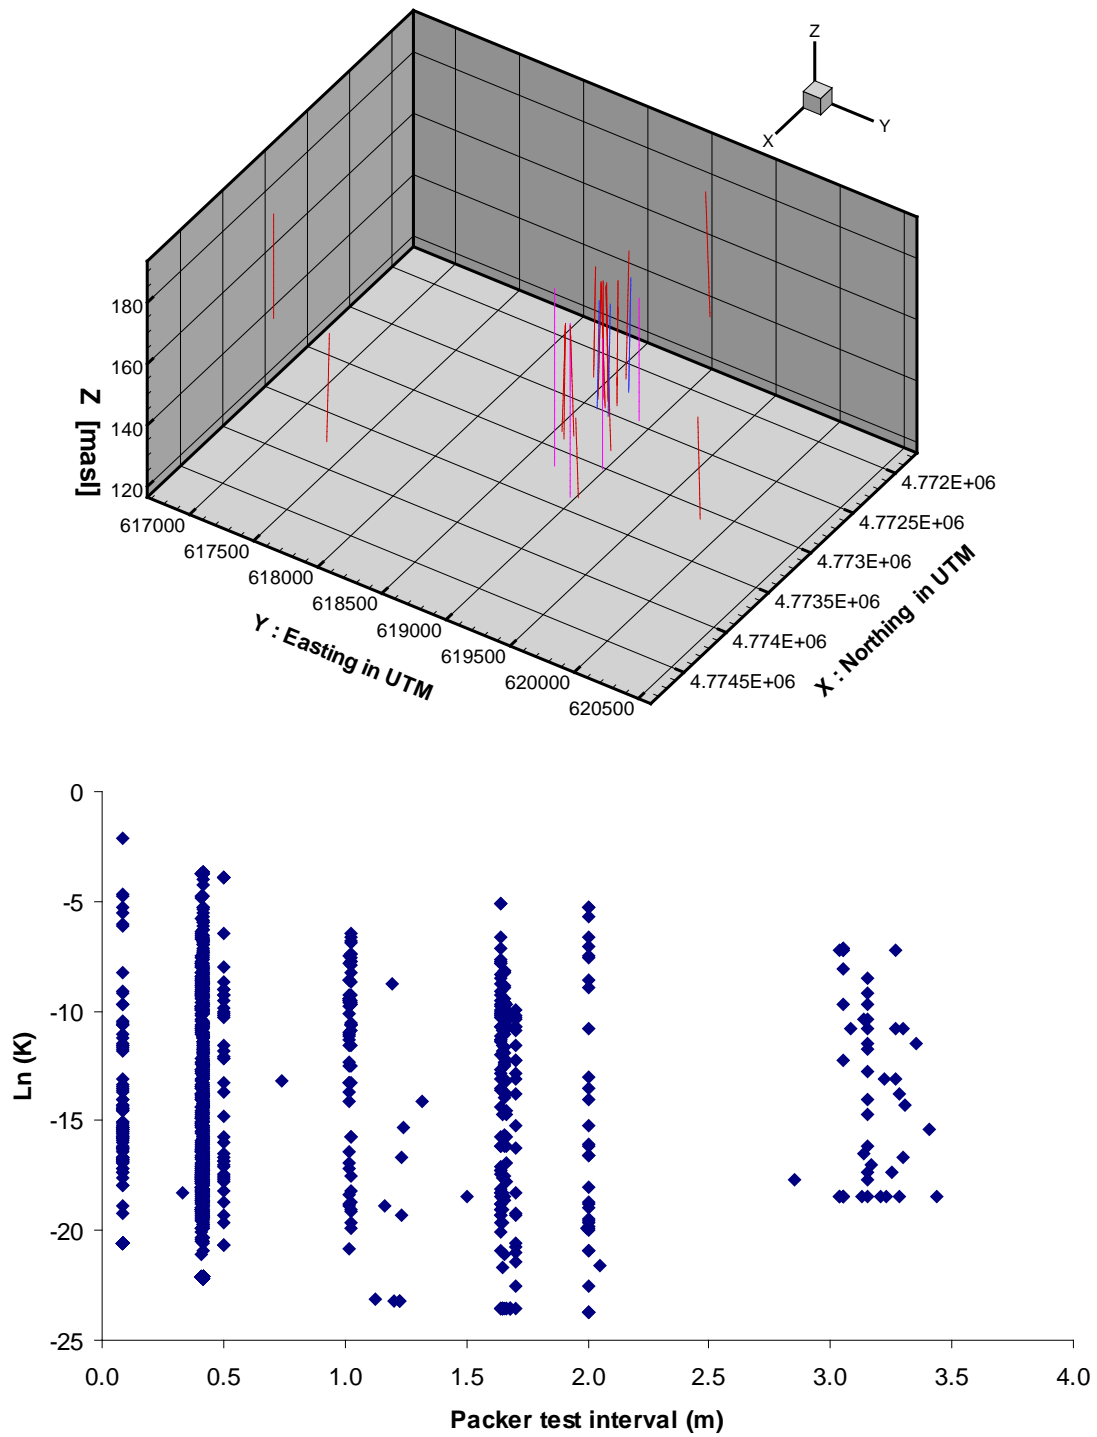 Z
X
Y
180
160
140
120
Z [masl]
617000
617500
618000
618500
619000
619500
620000
620500
Y : Easting in UTM
4.772E+06
4.7725E+06
4.773E+06
4.7735E+06
4.774E+06
4.7745E+06
X : Northing in UTM
0
-5
-10
-15
-20
-25
Ln (K)
0.0 0.5 1.0 1.5 2.0 2.5 3.0 3.5 4.0
Packer test interval (m)